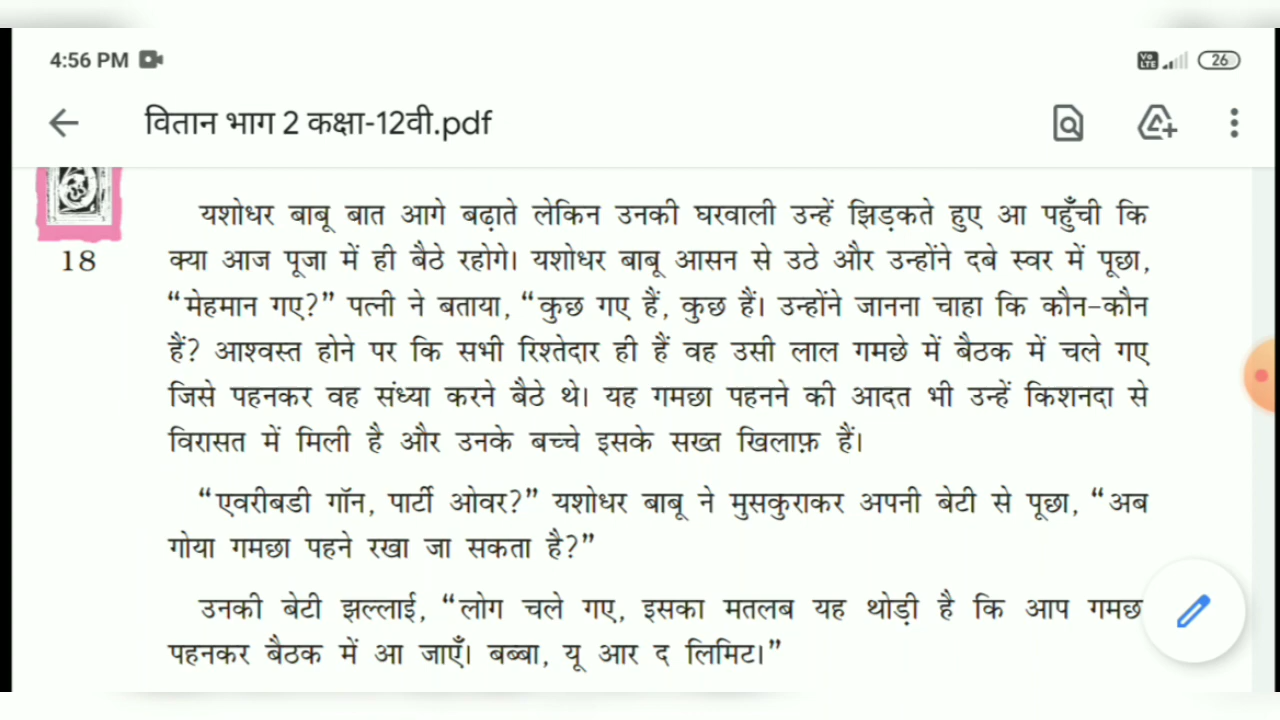 4:56 PM
Vo LTE
26
वितान भाग 2 कक्षा-12वी.pdf
यशोधर बाबू बात आगे बढ़ाते लेकिन उनकी घरवाली उन्हें झिड़कते हुए आ पहुँची कि
18
क्या आज पूजा में ही बैठे रहोगे। यशोधर बाबू आसन से उठे और उन्होंने दबे स्वर में पूछा,
“मेहमान गए?” पत्नी ने बताया, “कुछ गए हैं, कुछ हैं। उन्होंने जानना चाहा कि कौन-कौन
हैं? आश्वस्त होने पर कि सभी रिश्तेदार ही हैं वह उसी लाल गमछे में बैठक में चले गए
जिसे पहनकर वह संध्या करने बैठे थे। यह गमछा पहनने की आदत भी उन्हें किशनदा से
विरासत में मिली है और उनके बच्चे इसके सख्त खिलाफ़ हैं।
“एवरीबडी गॉन, पार्टी ओवर?” यशोधर बाबू ने मुसकुराकर अपनी बेटी से पूछा, “अब
गोया गमछा पहने रखा जा सकता है?”
उनकी बेटी झल्लाई, “लोग चले गए, इसका मतलब यह थोड़ी है कि आप गमछा
पहनकर बैठक में आ जाएँ। बब्बा, यू आर द लिमिट।”